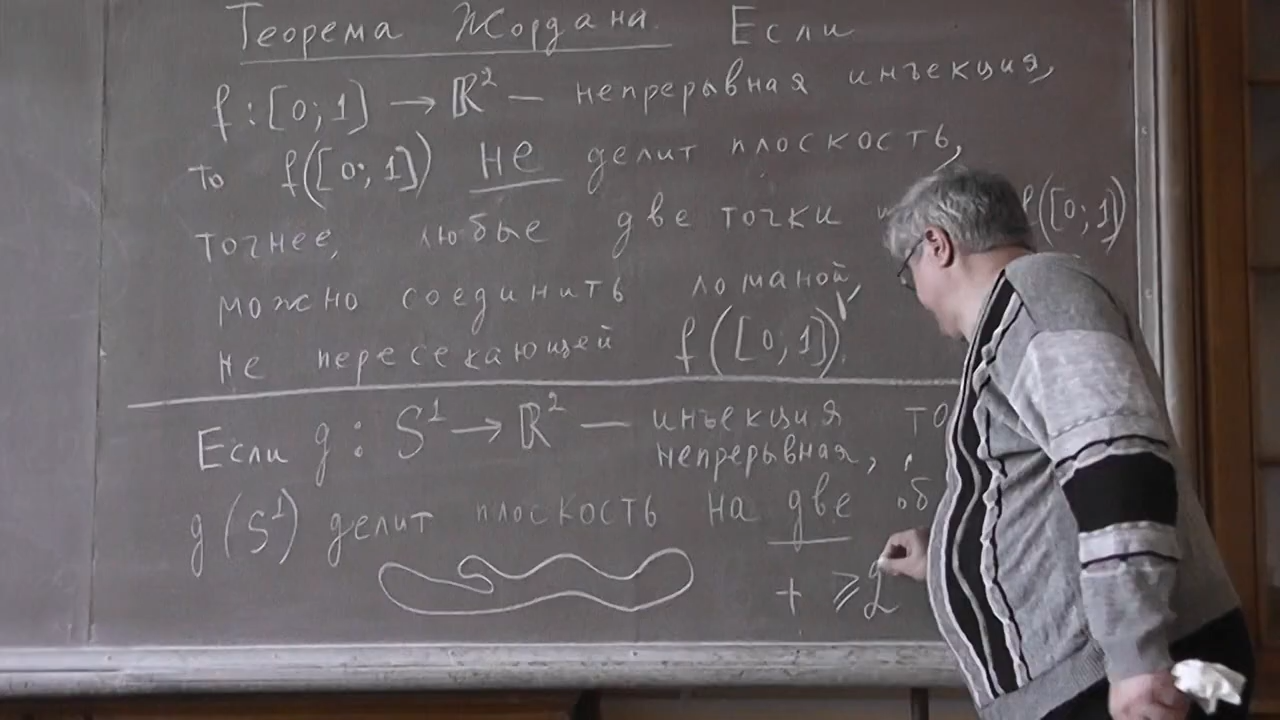 Теорема Жордана. Если
f : [0; 1] → ℝ² — непрерывная инъекция,
то f([0; 1]) не делит плоскость,
точнее, любые две точки f([0; 1])
можно соединить ломаной,
не пересекающей f([0; 1]).
Если g : S¹ → ℝ² — инъекция то
непрерывная,
g(S¹) делит плоскость на две об
+ ⩾ 2